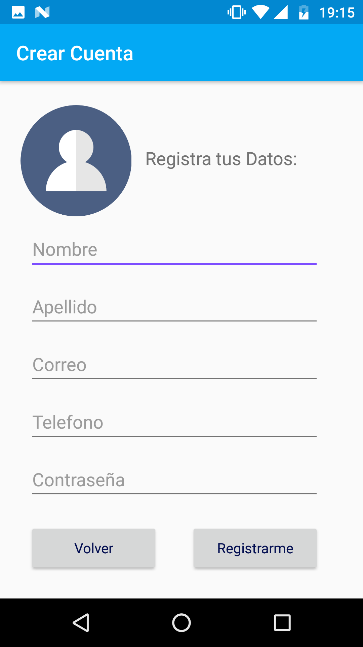 19:15
Crear Cuenta
Registra tus Datos:
Nombre
Apellido
Correo
Telefono
Contraseña
Volver
Registrarme